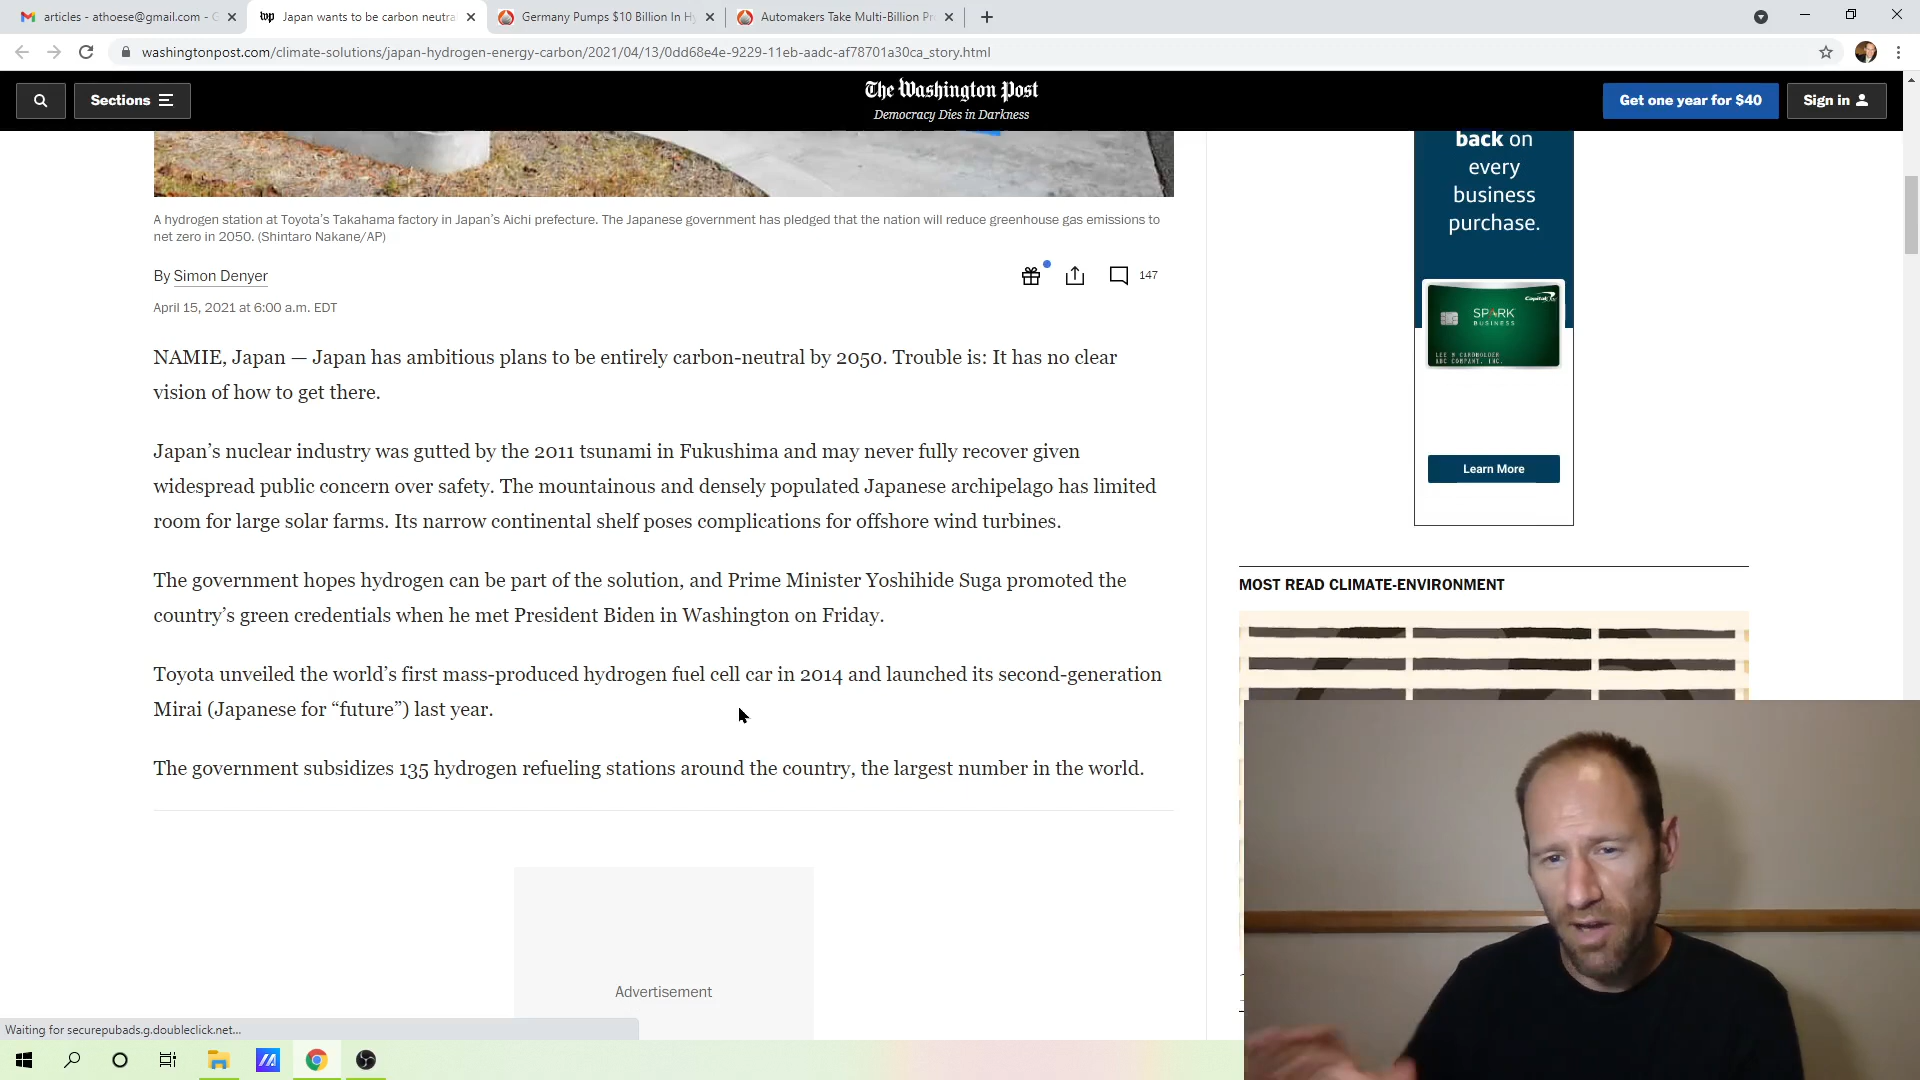 articles - athoese@gmail.com - G
Japan wants to be carbon neutra
Germany Pumps $10 Billion In H
Automakers Take Multi-Billion Pr
washingtonpost.com/climate-solutions/japan-hydrogen-energy-carbon/2021/04/13/0dd68e4e-9229-11eb-aadc-af78701a30ca_story.html
Sections
The Washington Post
Democracy Dies in Darkness
Get one year for $40
Sign in
A hydrogen station at Toyota's Takahama factory in Japan's Aichi prefecture. The Japanese government has pledged that the nation will reduce greenhouse gas emissions to
net zero in 2050. (Shintaro Nakane/AP)
By Simon Denyer
147
April 15, 2021 at 6:00 a.m. EDT
NAMIE, Japan — Japan has ambitious plans to be entirely carbon-neutral by 2050. Trouble is: It has no clear
vision of how to get there.
Japan's nuclear industry was gutted by the 2011 tsunami in Fukushima and may never fully recover given
widespread public concern over safety. The mountainous and densely populated Japanese archipelago has limited
room for large solar farms. Its narrow continental shelf poses complications for offshore wind turbines.
The government hopes hydrogen can be part of the solution, and Prime Minister Yoshihide Suga promoted the
country's green credentials when he met President Biden in Washington on Friday.
Toyota unveiled the world's first mass-produced hydrogen fuel cell car in 2014 and launched its second-generation
Mirai (Japanese for “future”) last year.
The government subsidizes 135 hydrogen refueling stations around the country, the largest number in the world.
Advertisement
back on
every
business
purchase.
Capital One
SPARK
BUSINESS
LEE M CARDHOLDER
ABC COMPANY, INC.
Learn More
MOST READ CLIMATE-ENVIRONMENT
Waiting for securepubads.g.doubleclick.net...